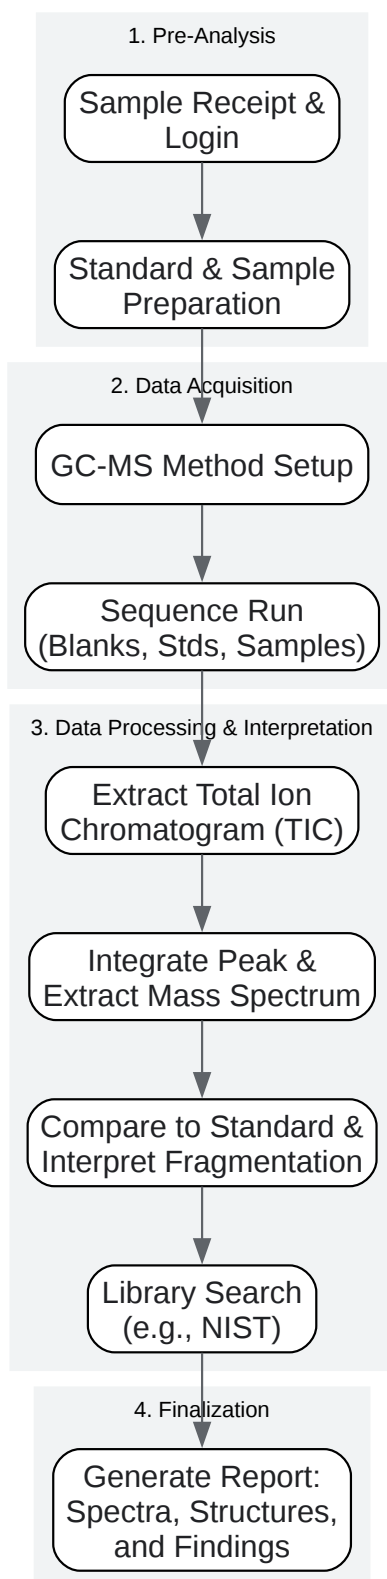 1. Pre-Analysis
Sample Receipt &
Login
Standard & Sample
Preparation
2. Data Acquisition
GC-MS Method Setup
Sequence Run
(Blanks, Stds, Samples)
3. Data Processing & Interpretation
Extract Total Ion
Chromatogram (TIC)
Integrate Peak &
Extract Mass Spectrum
Compare to Standard &
Interpret Fragmentation
Library Search
(e.g., NIST)
4. Finalization
Generate Report:
Spectra, Structures,
and Findings